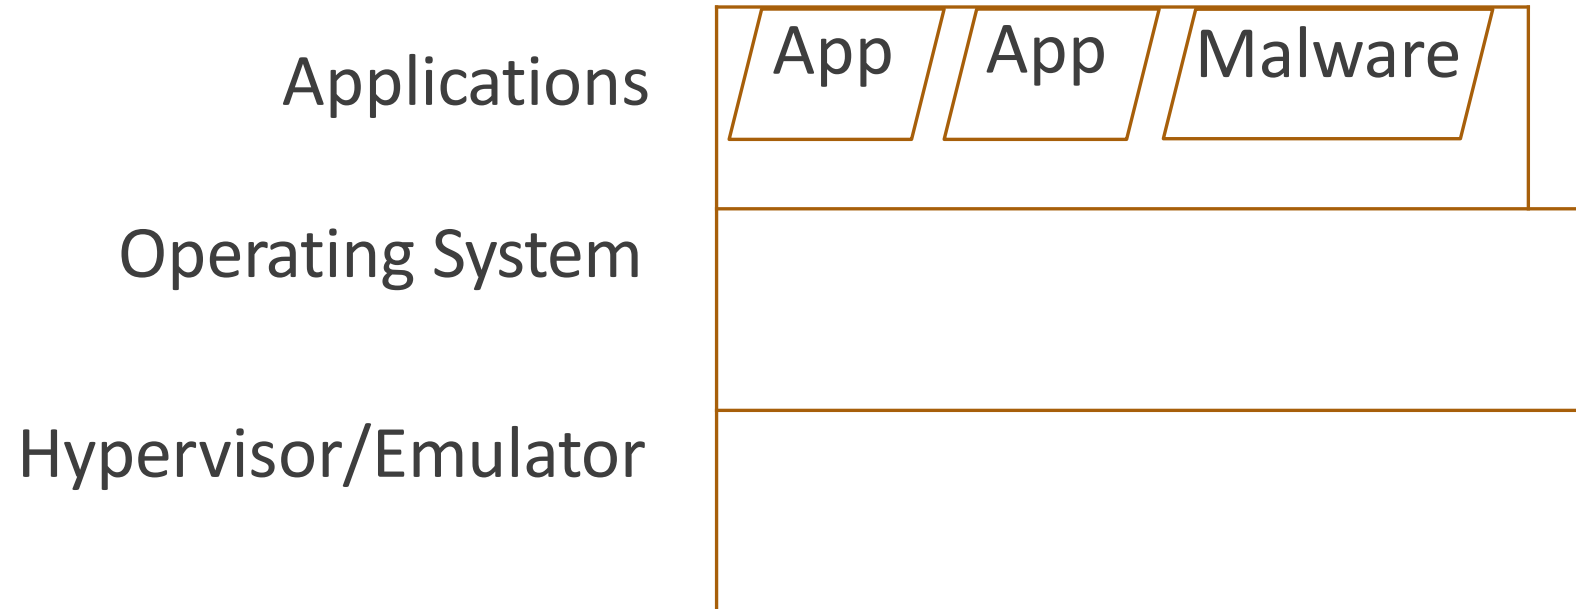 Applications
App
App
Malware
Operating System
Hypervisor/Emulator